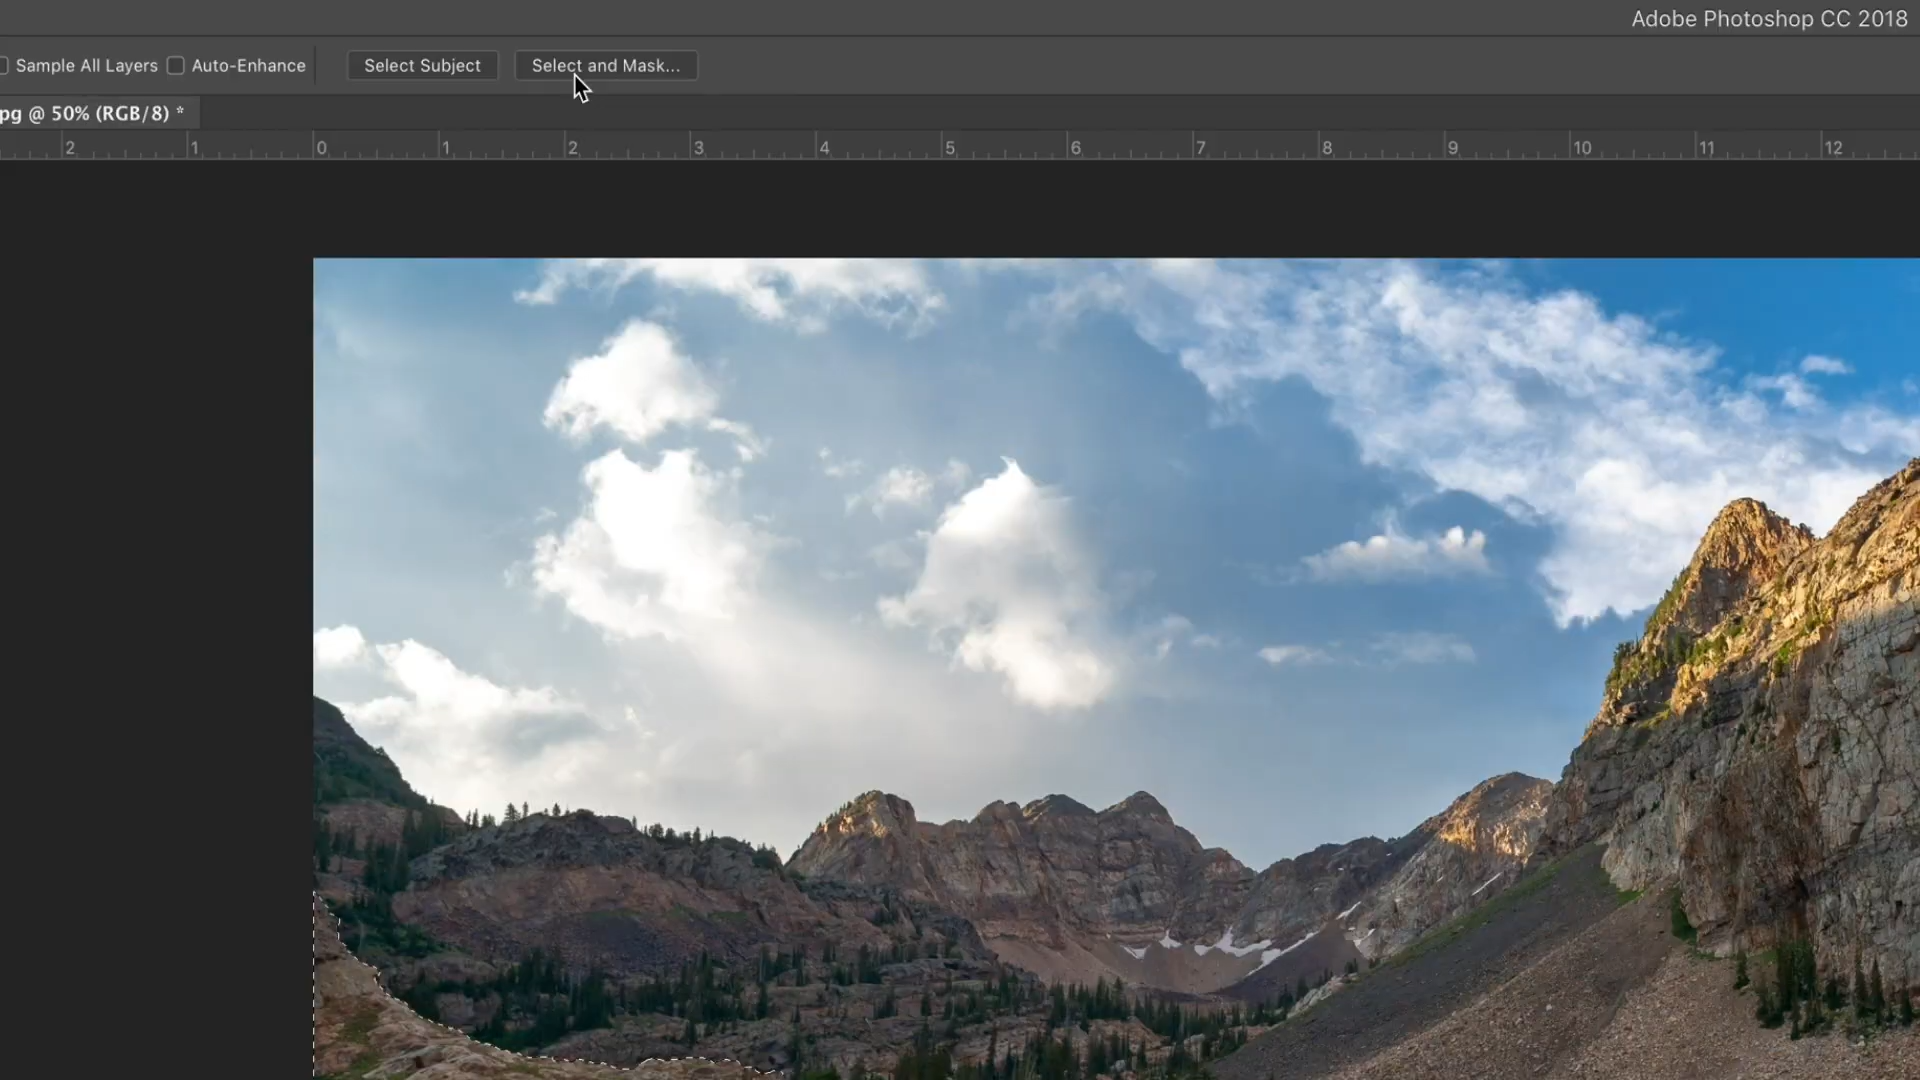 Adobe Photoshop CC 2018
Sample All Layers Auto-Enhance Select Subject Select and Mask...
pg @ 50% (RGB/8) *
2 1 0 1 2 3 4 5 6 7 8 9 10 11 12